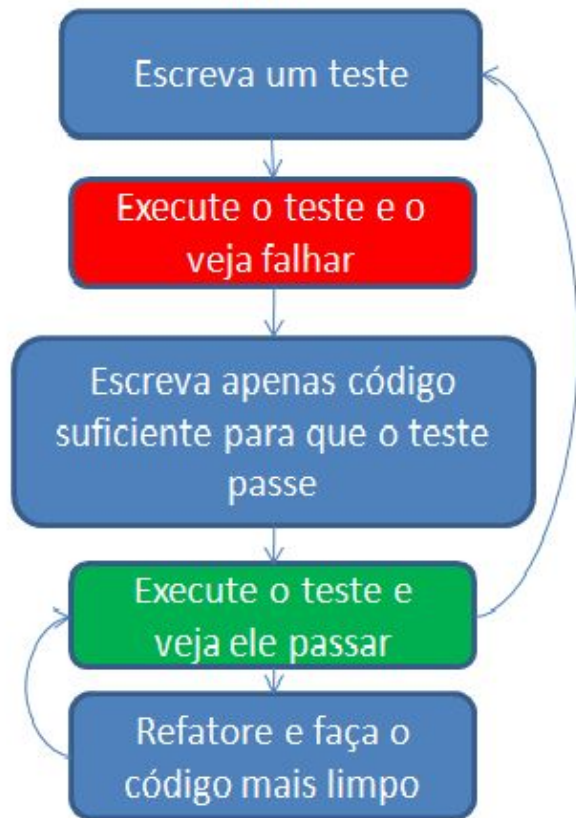 Escreva um teste
Execute o teste e o
veja falhar
Escreva apenas código
suficiente para que o teste
passe
Execute o teste e
veja ele passar
Refatore e faça o
código mais limpo